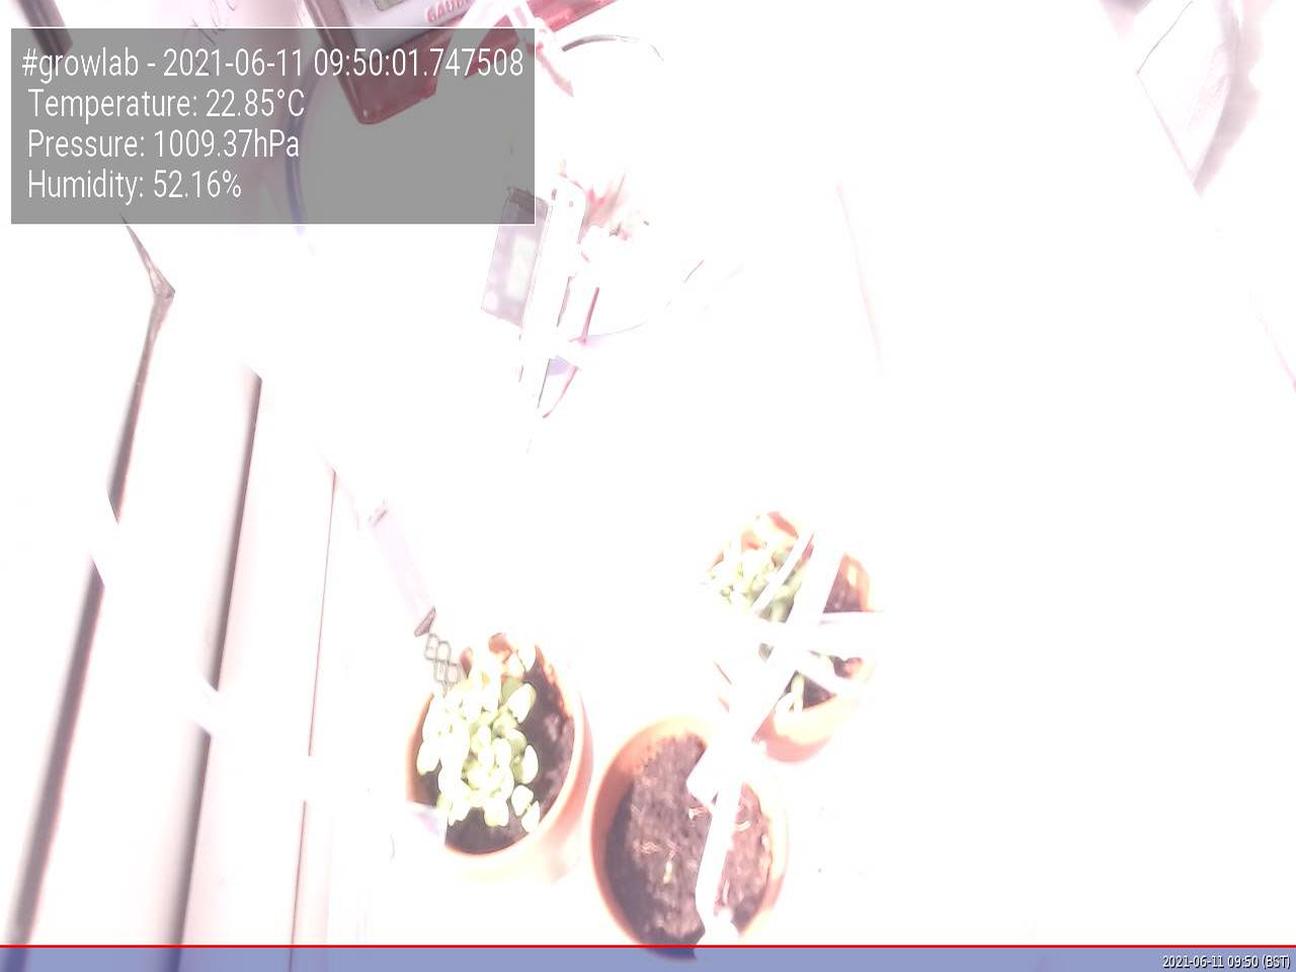 #growlab - 2021-06-11 09:50:01.747508
Temperature: 22.85°C
Pressure: 1009.37hPa
Humidity: 52.16%
2021-06-11 09:50 (BST)